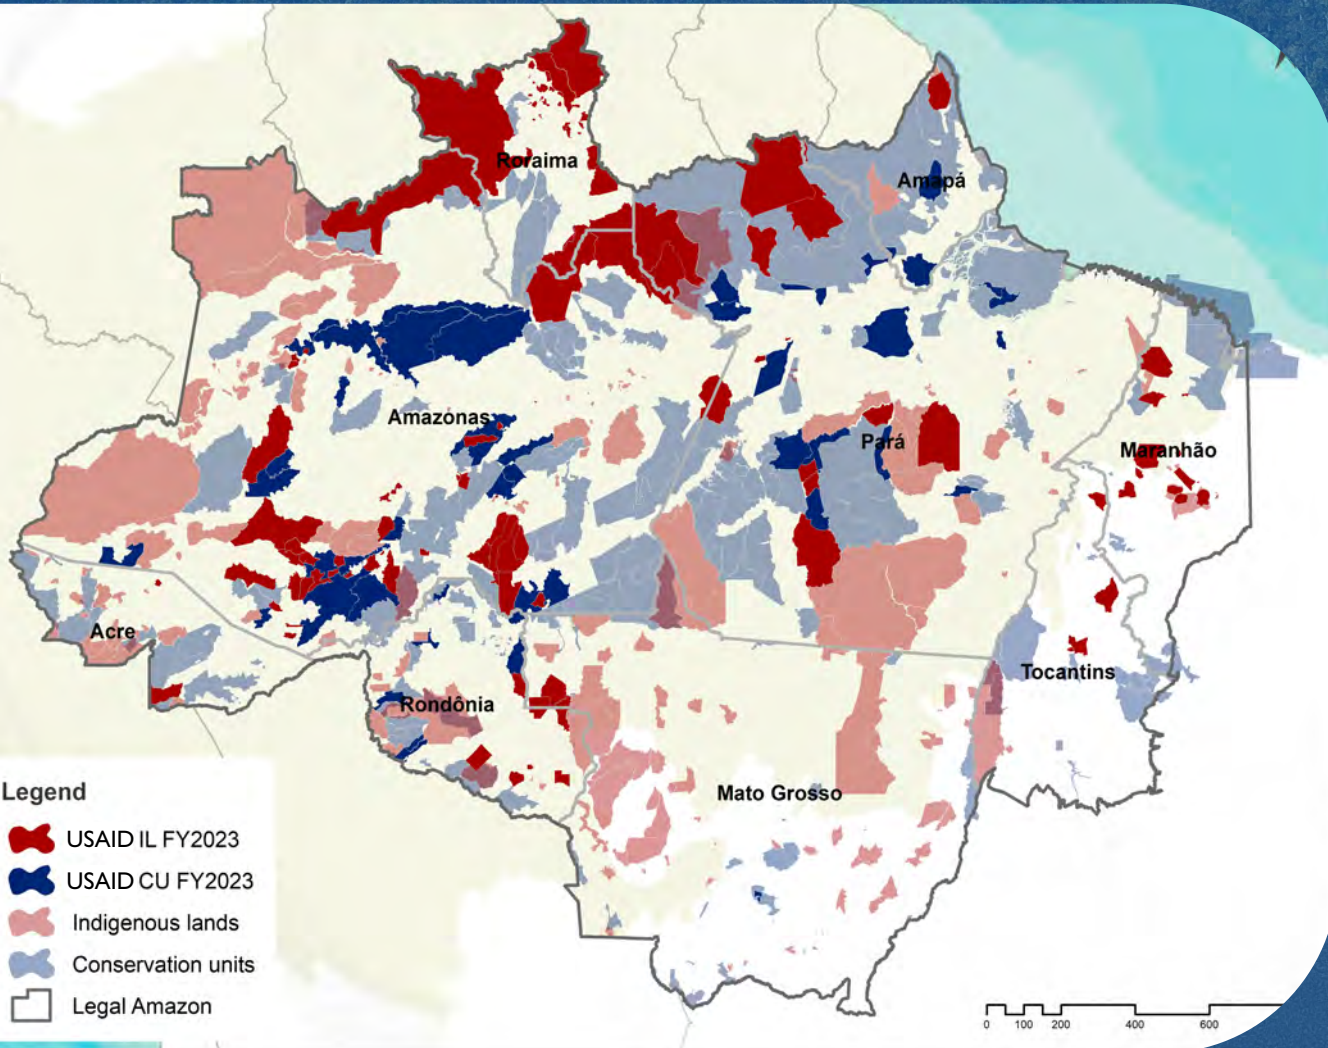 Roraima
Amapá
Amazonas
Pará
Maranhão
Acre
Tocantins
Rondônia
Mato Grosso
Legend
USAID IL FY2023
USAID CU FY2023
Indigenous lands
Conservation units
Legal Amazon
0 100 200 400 600